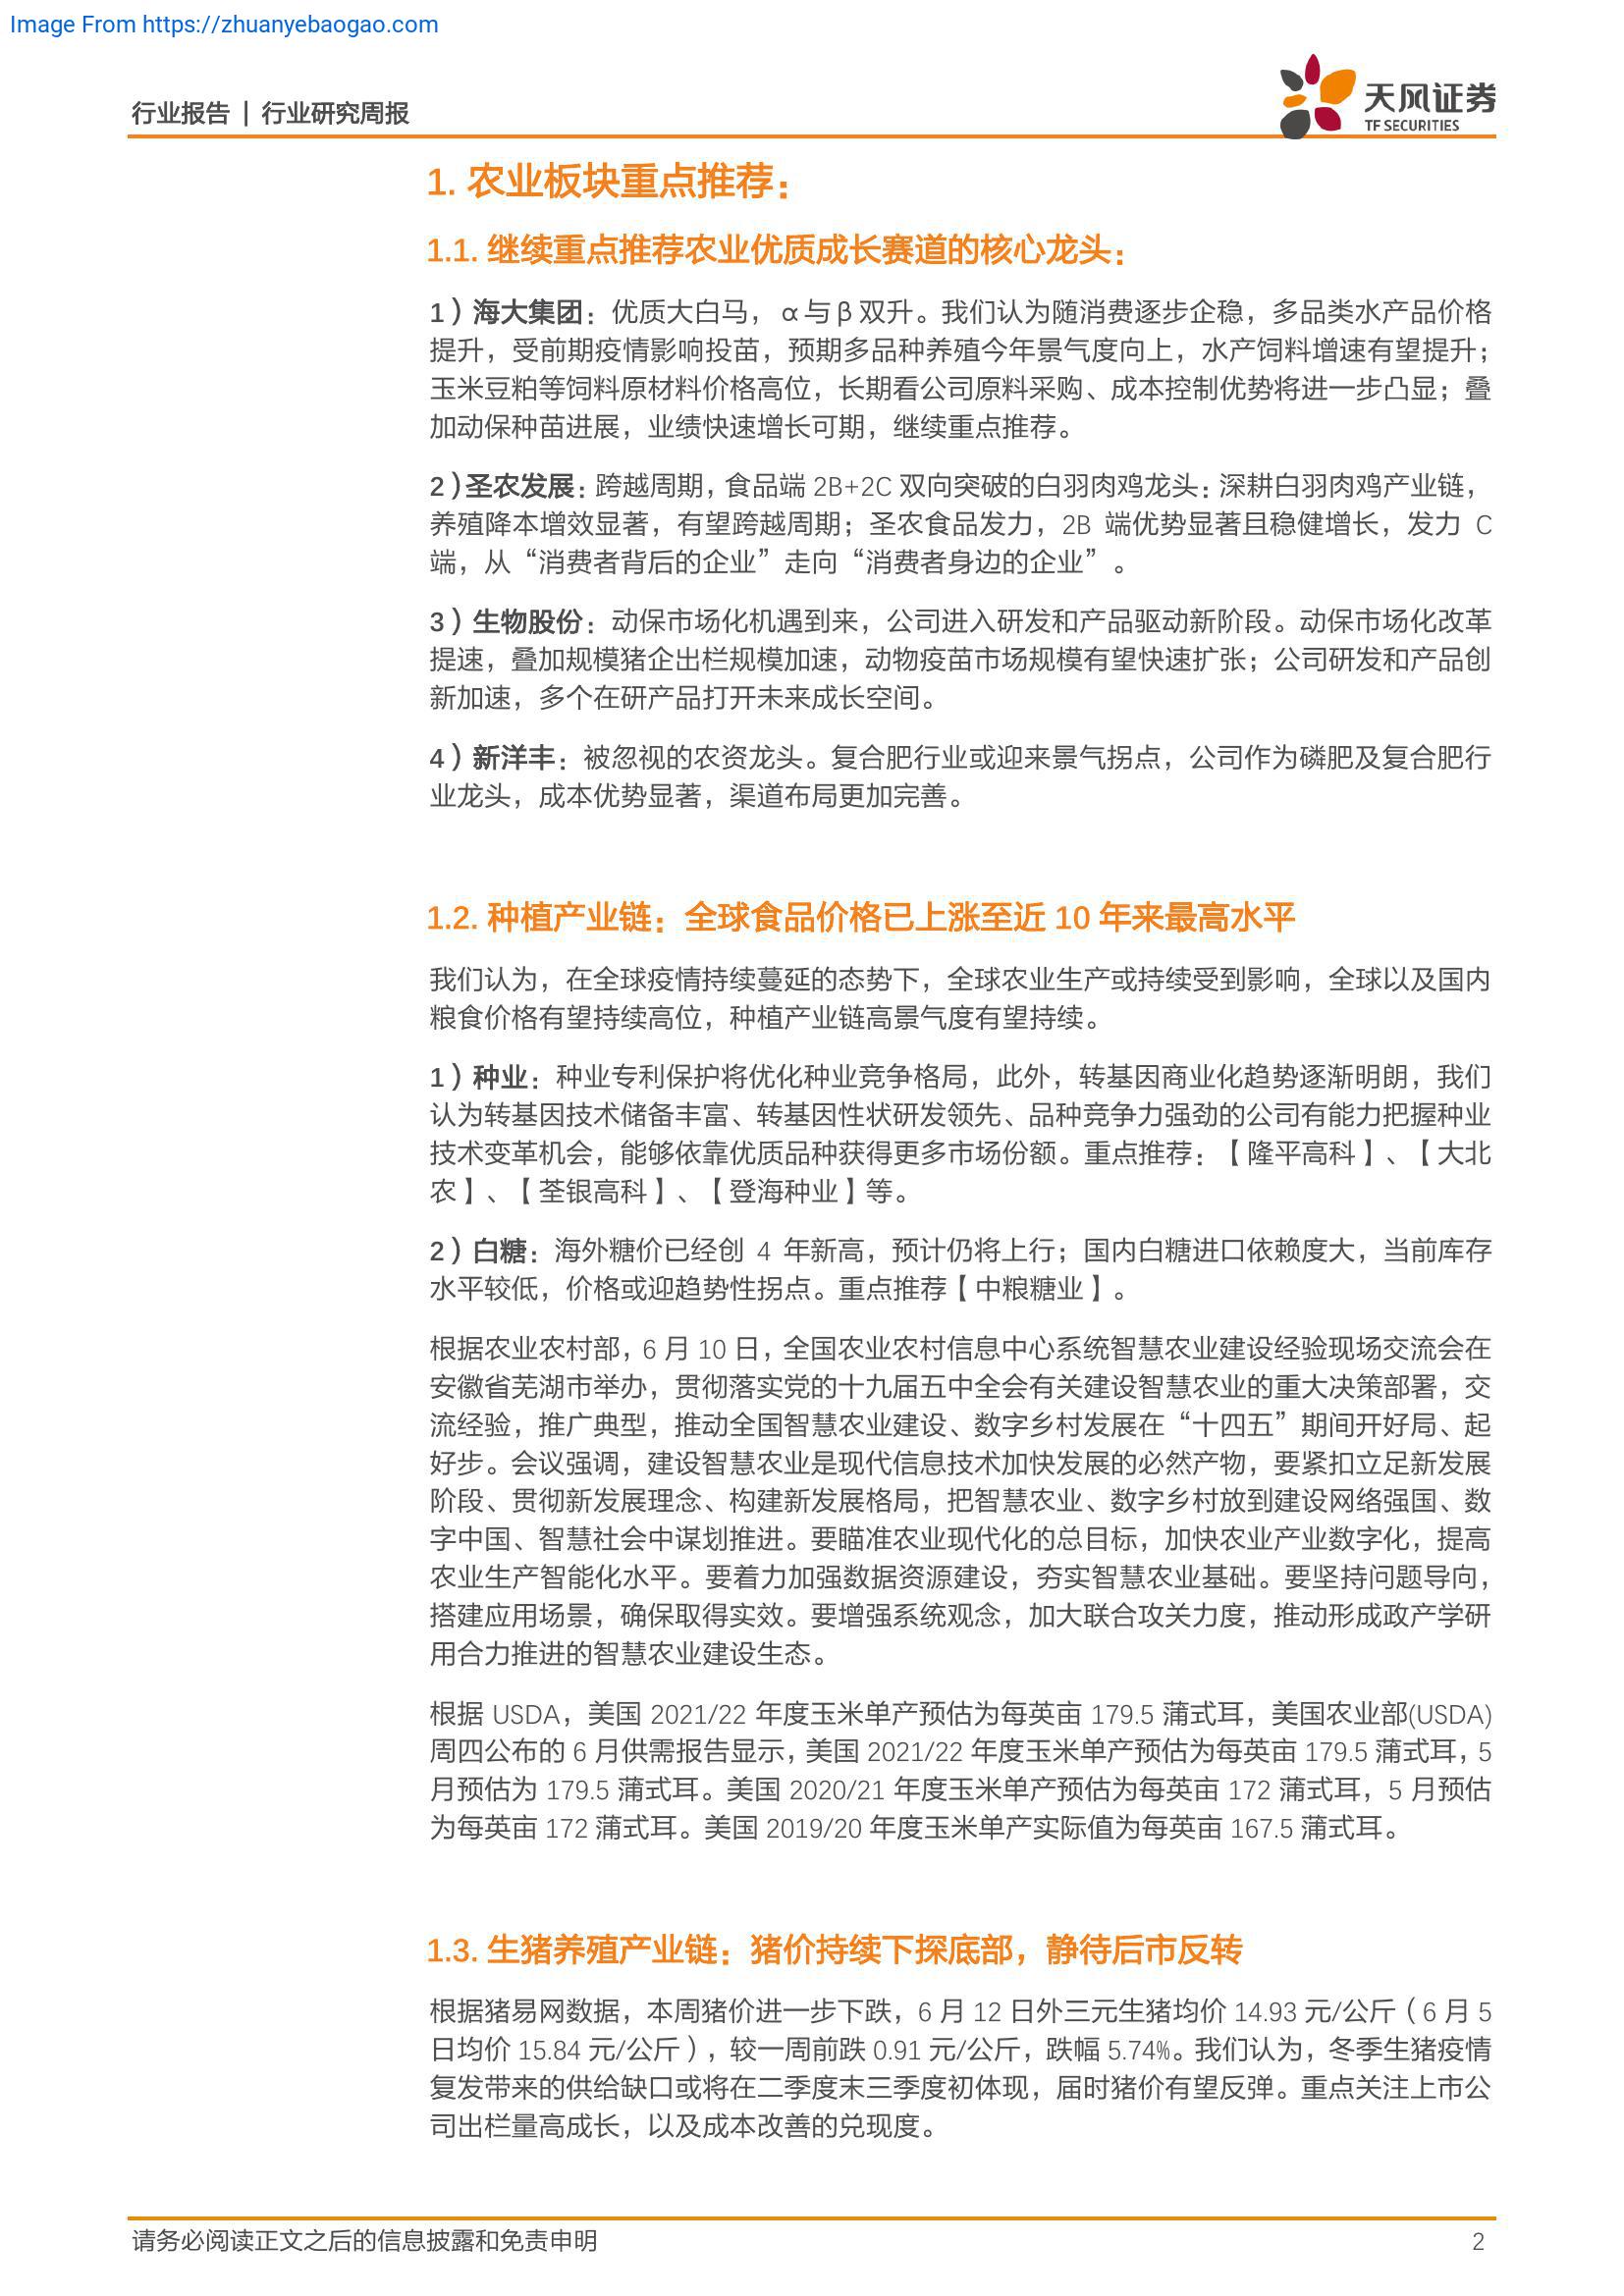 Image From https://zhuanyebaogao.com
行业报告 | 行业研究周报
天风证券
TF SECURITIES
1. 农业板块重点推荐：
1.1. 继续重点推荐农业优质成长赛道的核心龙头：
1）海大集团：优质大白马，α与β双升。我们认为随消费逐步企稳，多品类水产品价格
提升，受前期疫情影响投苗，预期多品种养殖今年景气度向上，水产饲料增速有望提升；
玉米豆粕等饲料原材料价格高位，长期看公司原料采购、成本控制优势将进一步凸显；叠
加动保种苗进展，业绩快速增长可期，继续重点推荐。
2）圣农发展：跨越周期，食品端 2B+2C 双向突破的白羽肉鸡龙头：深耕白羽肉鸡产业链，
养殖降本增效显著，有望跨越周期；圣农食品发力，2B 端优势显著且稳健增长，发力 C
端，从“消费者背后的企业”走向“消费者身边的企业”。
3）生物股份：动保市场化机遇到来，公司进入研发和产品驱动新阶段。动保市场化改革
提速，叠加规模猪企出栏规模加速，动物疫苗市场规模有望快速扩张；公司研发和产品创
新加速，多个在研产品打开未来成长空间。
4）新洋丰：被忽视的农资龙头。复合肥行业或迎来景气拐点，公司作为磷肥及复合肥行
业龙头，成本优势显著，渠道布局更加完善。
1.2. 种植产业链：全球食品价格已上涨至近 10 年来最高水平
我们认为，在全球疫情持续蔓延的态势下，全球农业生产或持续受到影响，全球以及国内
粮食价格有望持续高位，种植产业链高景气度有望持续。
1）种业：种业专利保护将优化种业竞争格局，此外，转基因商业化趋势逐渐明朗，我们
认为转基因技术储备丰富、转基因性状研发领先、品种竞争力强劲的公司有能力把握种业
技术变革机会，能够依靠优质品种获得更多市场份额。重点推荐：【隆平高科】、【大北
农】、【荃银高科】、【登海种业】等。
2）白糖：海外糖价已经创 4 年新高，预计仍将上行；国内白糖进口依赖度大，当前库存
水平较低，价格或迎趋势性拐点。重点推荐【中粮糖业】。
根据农业农村部，6 月 10 日，全国农业农村信息中心系统智慧农业建设经验现场交流会在
安徽省芜湖市举办，贯彻落实党的十九届五中全会有关建设智慧农业的重大决策部署，交
流经验，推广典型，推动全国智慧农业建设、数字乡村发展在“十四五”期间开好局、起
好步。会议强调，建设智慧农业是现代信息技术加快发展的必然产物，要紧扣立足新发展
阶段、贯彻新发展理念、构建新发展格局，把智慧农业、数字乡村放到建设网络强国、数
字中国、智慧社会中谋划推进。要瞄准农业现代化的总目标，加快农业产业数字化，提高
农业生产智能化水平。要着力加强数据资源建设，夯实智慧农业基础。要坚持问题导向，
搭建应用场景，确保取得实效。要增强系统观念，加大联合攻关力度，推动形成政产学研
用合力推进的智慧农业建设生态。
根据 USDA，美国 2021/22 年度玉米单产预估为每英亩 179.5 蒲式耳，美国农业部(USDA)
周四公布的 6 月供需报告显示，美国 2021/22 年度玉米单产预估为每英亩 179.5 蒲式耳，5
月预估为 179.5 蒲式耳。美国 2020/21 年度玉米单产预估为每英亩 172 蒲式耳，5 月预估
为每英亩 172 蒲式耳。美国 2019/20 年度玉米单产实际值为每英亩 167.5 蒲式耳。
1.3. 生猪养殖产业链：猪价持续下探底部，静待后市反转
根据猪易网数据，本周猪价进一步下跌，6 月 12 日外三元生猪均价 14.93 元/公斤（6 月 5
日均价 15.84 元/公斤），较一周前跌 0.91 元/公斤，跌幅 5.74%。我们认为，冬季生猪疫情
复发带来的供给缺口或将在二季度末三季度初体现，届时猪价有望反弹。重点关注上市公
司出栏量高成长，以及成本改善的兑现度。
请务必阅读正文之后的信息披露和免责申明
2